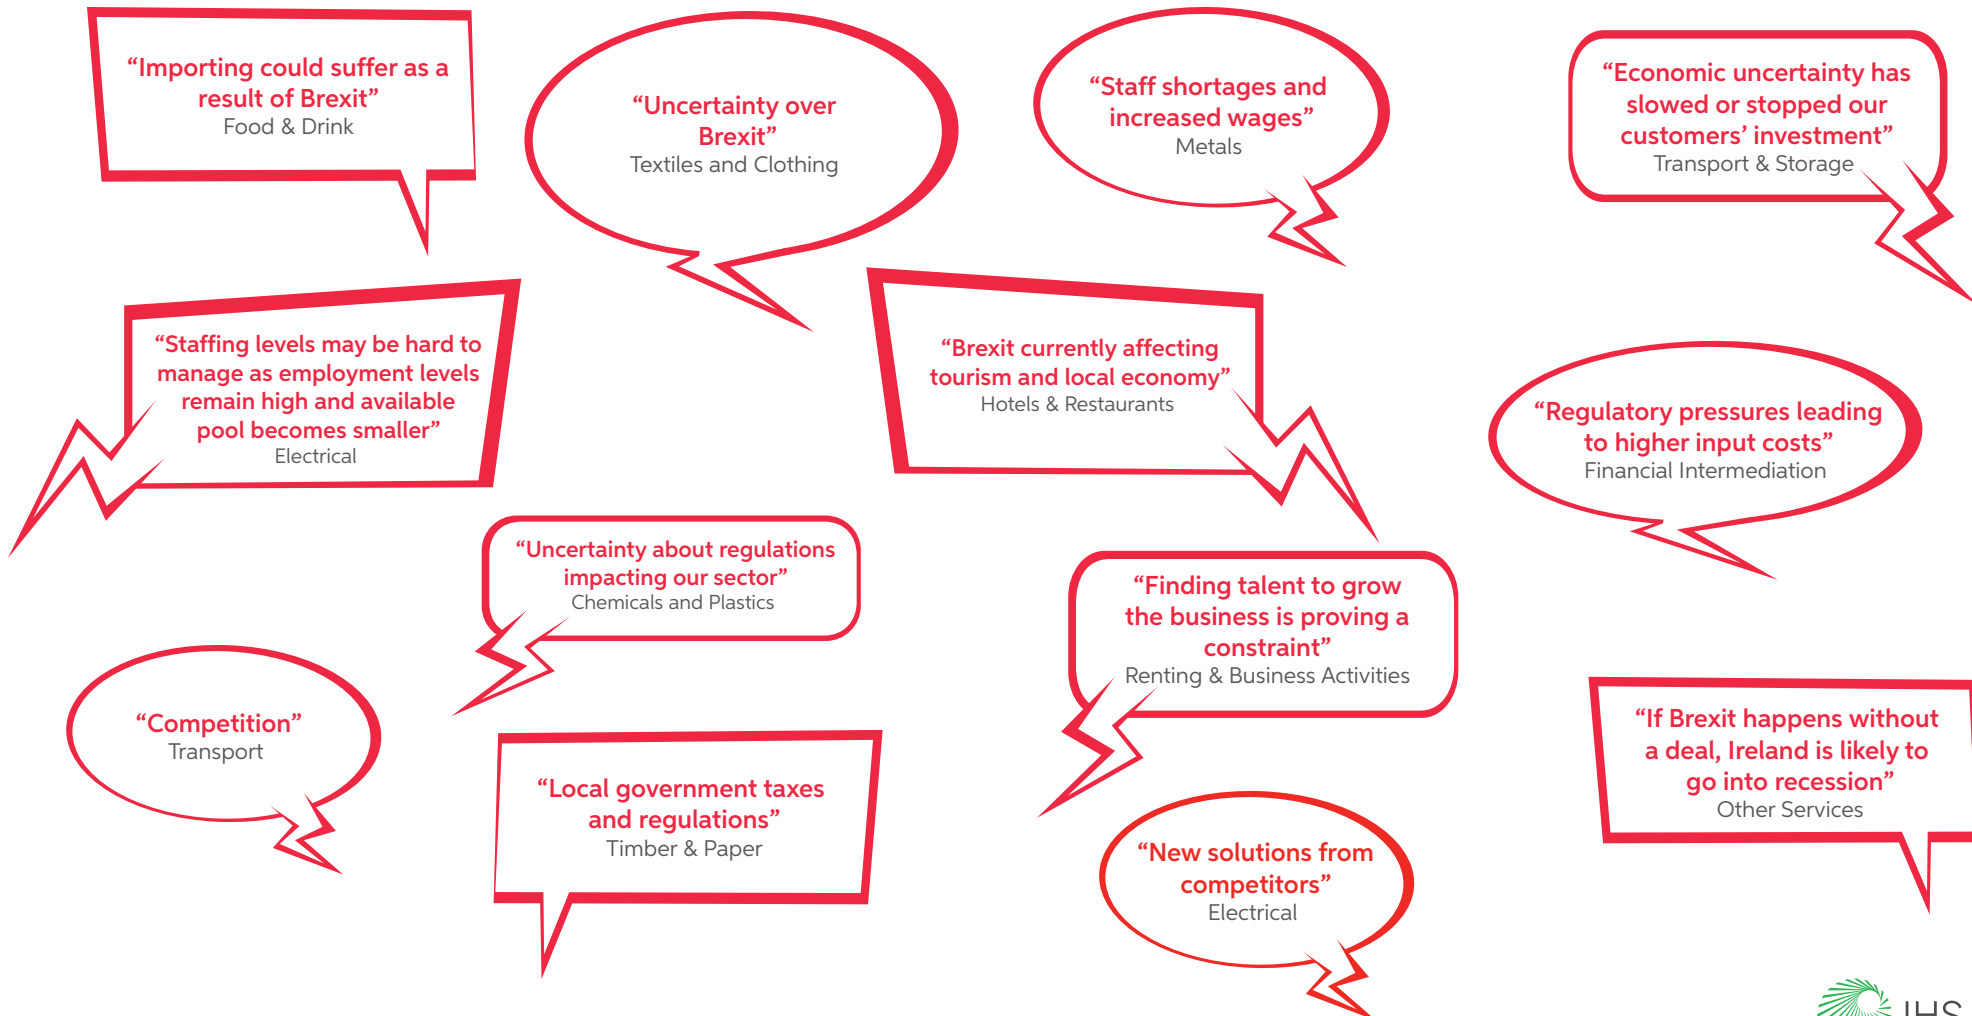 “Importing could suffer as a
result of Brexit”
Food & Drink
“Uncertainty over
Brexit”
Textiles and Clothing
“Staff shortages and
increased wages”
Metals
“Economic uncertainty has
slowed or stopped our
customers’ investment”
Transport & Storage
“Staffing levels may be hard to
manage as employment levels
remain high and available
pool becomes smaller”
Electrical
“Brexit currently affecting
tourism and local economy”
Hotels & Restaurants
“Regulatory pressures leading
to higher input costs”
Financial Intermediation
“Uncertainty about regulations
impacting our sector”
Chemicals and Plastics
“Finding talent to grow
the business is proving a
constraint”
Renting & Business Activities
“Competition”
Transport
“Local government taxes
and regulations”
Timber & Paper
“If Brexit happens without
a deal, Ireland is likely to
go into recession”
Other Services
“New solutions from
competitors”
Electrical
IHS